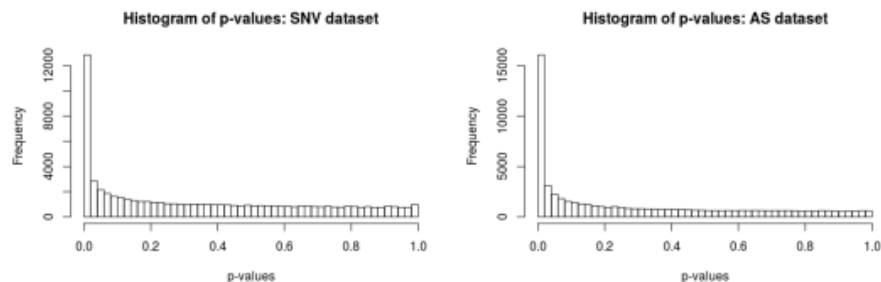 Histogram of p-values: SNV dataset
Frequency
12000
8000
4000
0
0.0 0.2 0.4 0.6 0.8 1.0
p-values
Histogram of p-values: AS dataset
Frequency
15000
10000
5000
0
0.0 0.2 0.4 0.6 0.8 1.0
p-values